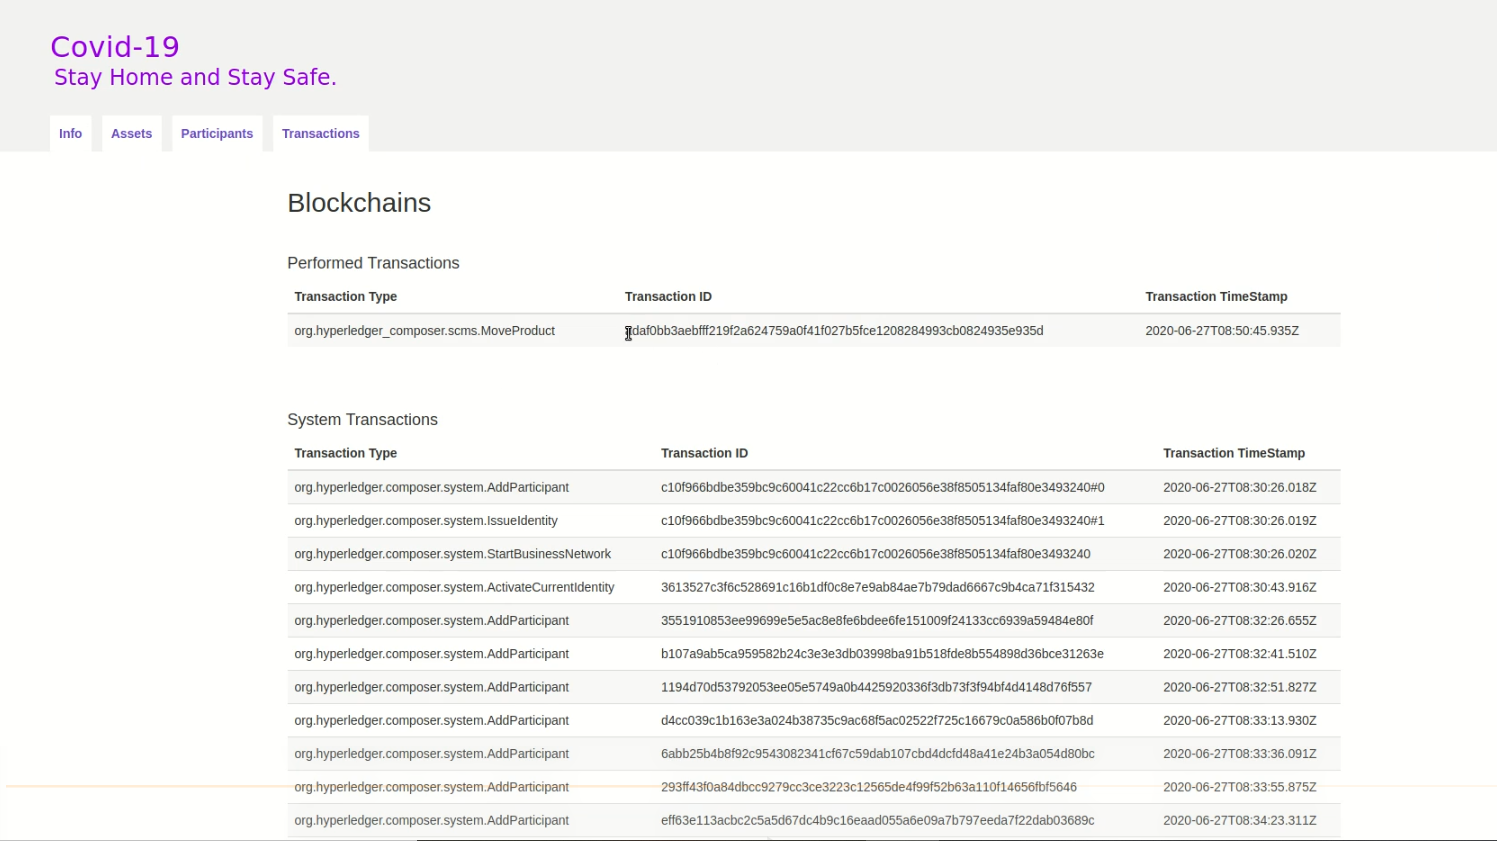 Covid-19
Stay Home and Stay Safe.
Info Assets Participants Transactions
Blockchains
Performed Transactions
Transaction Type Transaction ID Transaction TimeStamp
org.hyperledger_composer.scms.MoveProduct 2020-06-27T08:50:45.935Z
System Transactions
Transaction Type Transaction ID Transaction TimeStamp
org.hyperledger.composer.system.AddParticipant c10f966bdbe359bc9c60041c22cc6b17c0026056e38f8505134faf80e3493240#0 2020-06-27T08:30:26.018Z
org.hyperledger.composer.system.IssueIdentity c10f966bdbe359bc9c60041c22cc6b17c0026056e38f8505134faf80e3493240#1 2020-06-27T08:30:26.019Z
org.hyperledger.composer.system.StartBusinessNetwork c10f966bdbe359bc9c60041c22cc6b17c0026056e38f8505134faf80e3493240 2020-06-27T08:30:26.020Z
org.hyperledger.composer.system.ActivateCurrentIdentity 3613527c3f6c528691c16b1df0c8e7e9ab84ae7b79dad6667c9b4ca71f315432 2020-06-27T08:30:43.916Z
org.hyperledger.composer.system.AddParticipant 3551910853ee99699e5e5ac8e8fe6bdee6fe151009f24133cc6939a59484e80f 2020-06-27T08:32:26.655Z
org.hyperledger.composer.system.AddParticipant b107a9ab5ca959582b24c3e3e3db03998ba91b518fde8b554898d36bce31263e 2020-06-27T08:32:41.510Z
org.hyperledger.composer.system.AddParticipant 1194d70d53792053ee05e5749a0b4425920336f3db73f3f94bf4d4148d76f557 2020-06-27T08:32:51.827Z
org.hyperledger.composer.system.AddParticipant d4cc039c1b163e3a024b38735c9ac68f5ac02522f725c16679c0a586b0f07b8d 2020-06-27T08:33:13.930Z
org.hyperledger.composer.system.AddParticipant 6abb25b4b8f92c9543082341cf67c59dab107cbd4dcfd48a41e24b3a054d80bc 2020-06-27T08:33:36.091Z
org.hyperledger.composer.system.AddParticipant 293ff43f0a84dbcc9279cc3ce3223c12565de4f99f52b63a110f14656fbf5646 2020-06-27T08:33:55.875Z
org.hyperledger.composer.system.AddParticipant eff63e113acbc2c5a5d67dc4b9c16eaad055a6e09a7b797eeda7f22dab03689c 2020-06-27T08:34:23.311Z